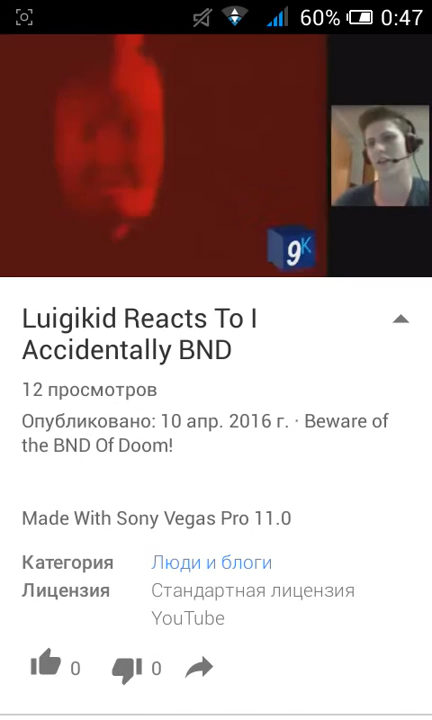 60% 0:47
9K
Luigikid Reacts To I
Accidentally BND
12 просмотров
Опубликовано: 10 апр. 2016 г. · Beware of
the BND Of Doom!
Made With Sony Vegas Pro 11.0
Категория Люди и блоги
Лицензия Стандартная лицензия
YouTube
0 0